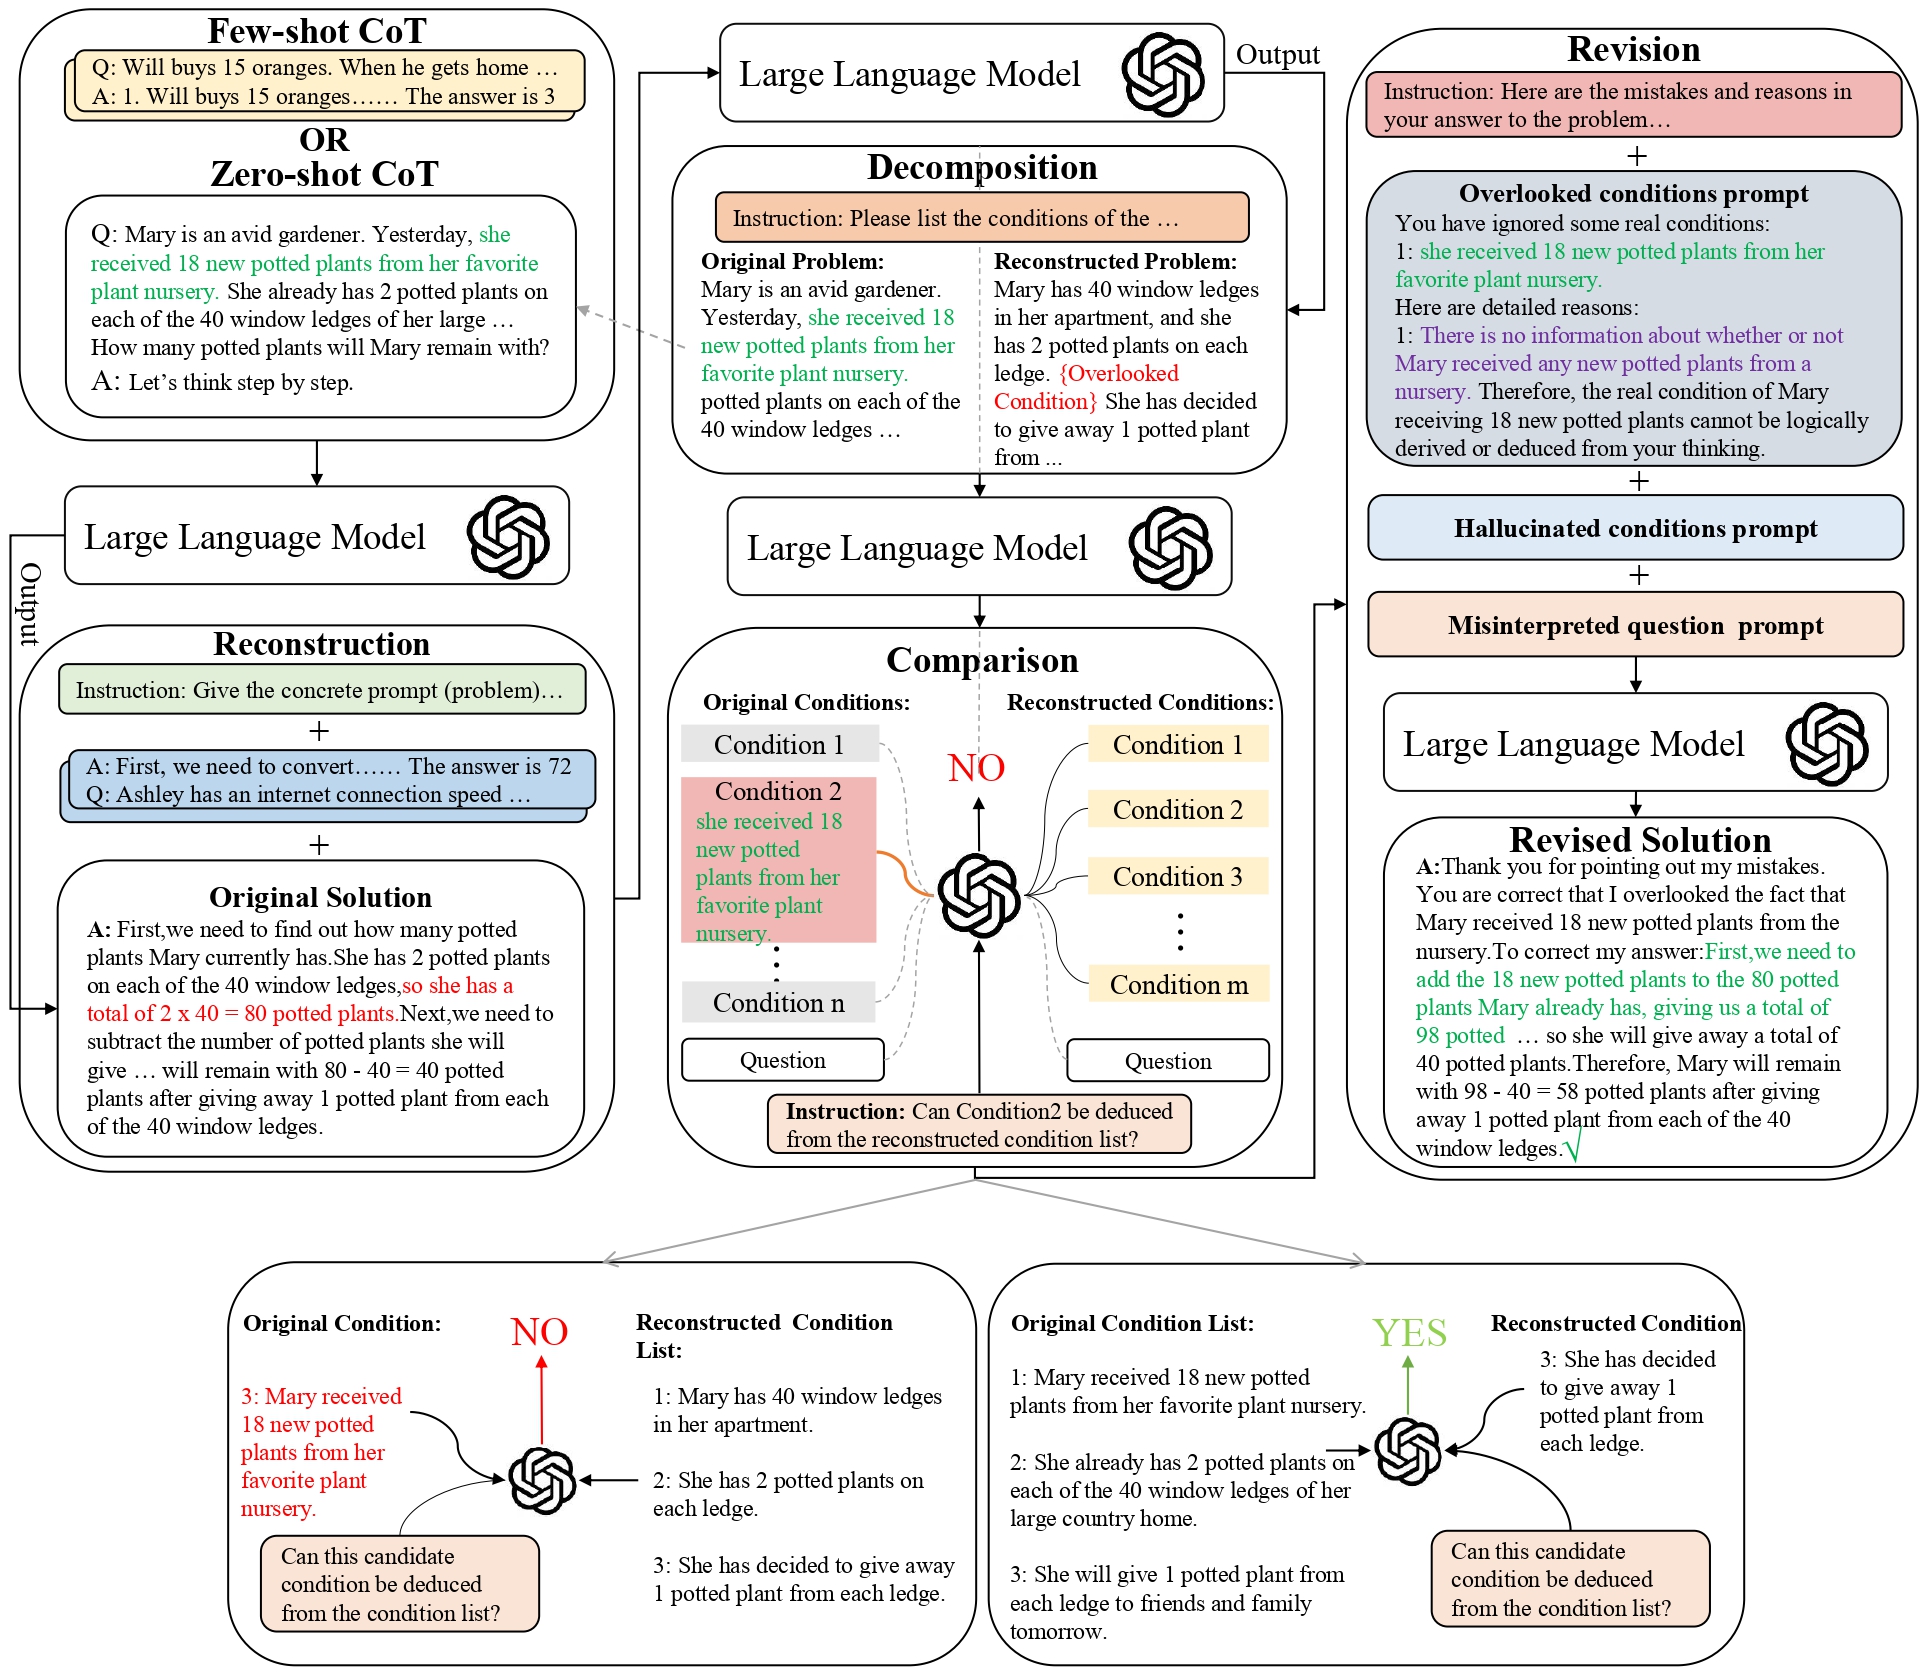 Few-shot CoT
Q: Will buys 15 oranges. When he gets home …
A: 1. Will buys 15 oranges…… The answer is 3
OR
Zero-shot CoT
Q: Mary is an avid gardener. Yesterday, she
received 18 new potted plants from her favorite
plant nursery. She already has 2 potted plants on
each of the 40 window ledges of her large …
How many potted plants will Mary remain with?
A: Let’s think step by step.
Large Language Model
Output
Reconstruction
Instruction: Give the concrete prompt (problem)…
+
A: First, we need to convert…… The answer is 72
Q: Ashley has an internet connection speed …
+
Original Solution
A: First,we need to find out how many potted
plants Mary currently has.She has 2 potted plants
on each of the 40 window ledges,so she has a
total of 2 x 40 = 80 potted plants.Next,we need to
subtract the number of potted plants she will
give … will remain with 80 - 40 = 40 potted
plants after giving away 1 potted plant from each
of the 40 window ledges.
Large Language Model
Output
Decomposition
Instruction: Please list the conditions of the …
Original Problem:
Mary is an avid gardener.
Yesterday, she received 18
new potted plants from her
favorite plant nursery.
potted plants on each of the
40 window ledges …
Reconstructed Problem:
Mary has 40 window ledges
in her apartment, and she
has 2 potted plants on each
ledge. {Overlooked
Condition} She has decided
to give away 1 potted plant
from ...
Large Language Model
Comparison
Original Conditions:
Condition 1
Condition 2
she received 18
new potted
plants from her
favorite plant
nursery.
Condition n
Question
NO
Reconstructed Conditions:
Condition 1
Condition 2
Condition 3
Condition m
Question
Instruction: Can Condition2 be deduced
from the reconstructed condition list?
Revision
Instruction: Here are the mistakes and reasons in
your answer to the problem…
+
Overlooked conditions prompt
You have ignored some real conditions:
1: she received 18 new potted plants from her
favorite plant nursery.
Here are detailed reasons:
1: There is no information about whether or not
Mary received any new potted plants from a
nursery. Therefore, the real condition of Mary
receiving 18 new potted plants cannot be logically
derived or deduced from your thinking.
+
Hallucinated conditions prompt
+
Misinterpreted question prompt
Large Language Model
Revised Solution
A:Thank you for pointing out my mistakes.
You are correct that I overlooked the fact that
Mary received 18 new potted plants from the
nursery.To correct my answer:First,we need to
add the 18 new potted plants to the 80 potted
plants Mary already has, giving us a total of
98 potted … so she will give away a total of
40 potted plants.Therefore, Mary will remain
with 98 - 40 = 58 potted plants after giving
away 1 potted plant from each of the 40
window ledges.√
Original Condition:
3: Mary received
18 new potted
plants from her
favorite plant
nursery.
Can this candidate
condition be deduced
from the condition list?
NO
Reconstructed Condition
List:
1: Mary has 40 window ledges
in her apartment.
2: She has 2 potted plants on
each ledge.
3: She has decided to give away
1 potted plant from each ledge.
Original Condition List:
1: Mary received 18 new potted
plants from her favorite plant nursery.
2: She already has 2 potted plants on
each of the 40 window ledges of her
large country home.
3: She will give 1 potted plant from
each ledge to friends and family
tomorrow.
YES
Reconstructed Condition
3: She has decided
to give away 1
potted plant from
each ledge.
Can this candidate
condition be deduced
from the condition list?